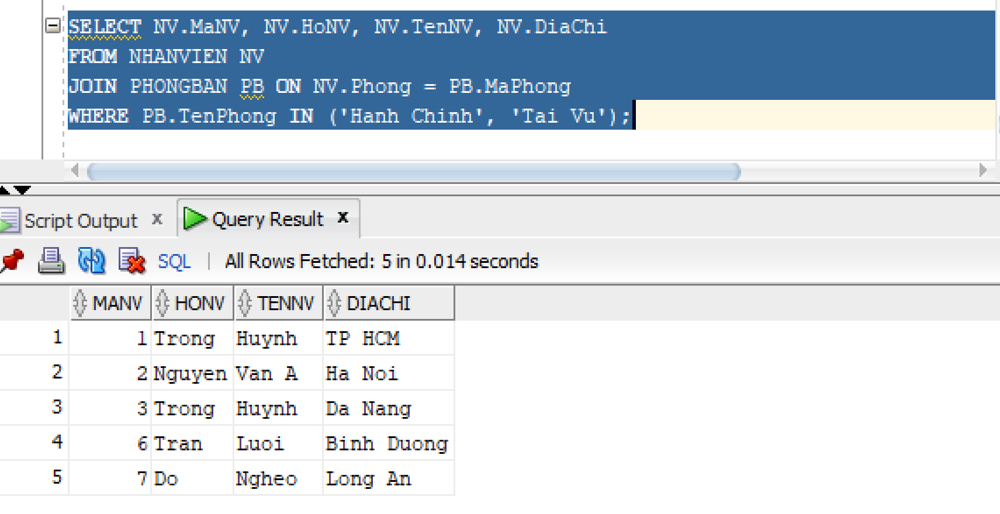 SELECT NV.MaNV, NV.HoNV, NV.TenNV, NV.DiaChi
FROM NHANVIEN NV
JOIN PHONGBAN PB ON NV.Phong = PB.MaPhong
WHERE PB.TenPhong IN ('Hanh Chinh', 'Tai Vu');
Script Output x Query Result x
SQL | All Rows Fetched: 5 in 0.014 seconds
MANV HONV TENNV DIACHI
1 1 Trong Huynh TP HCM
2 2 Nguyen Van A Ha Noi
3 3 Trong Huynh Da Nang
4 6 Tran Luoi Binh Duong
5 7 Do Ngheo Long An